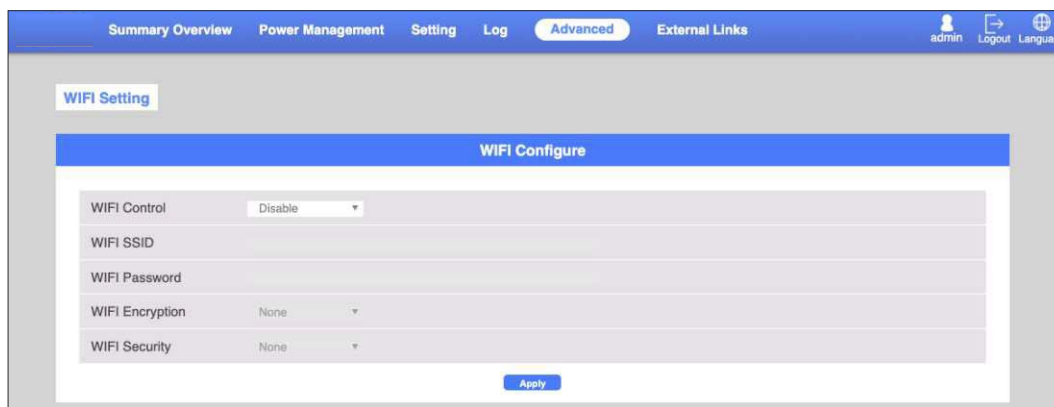 Summary Overview Power Management Setting Log Advanced External Links admin Logout Langua
WIFI Setting
WIFI Configure
WIFI Control Disable
WIFI SSID
WIFI Password
WIFI Encryption None
WIFI Security None
Apply